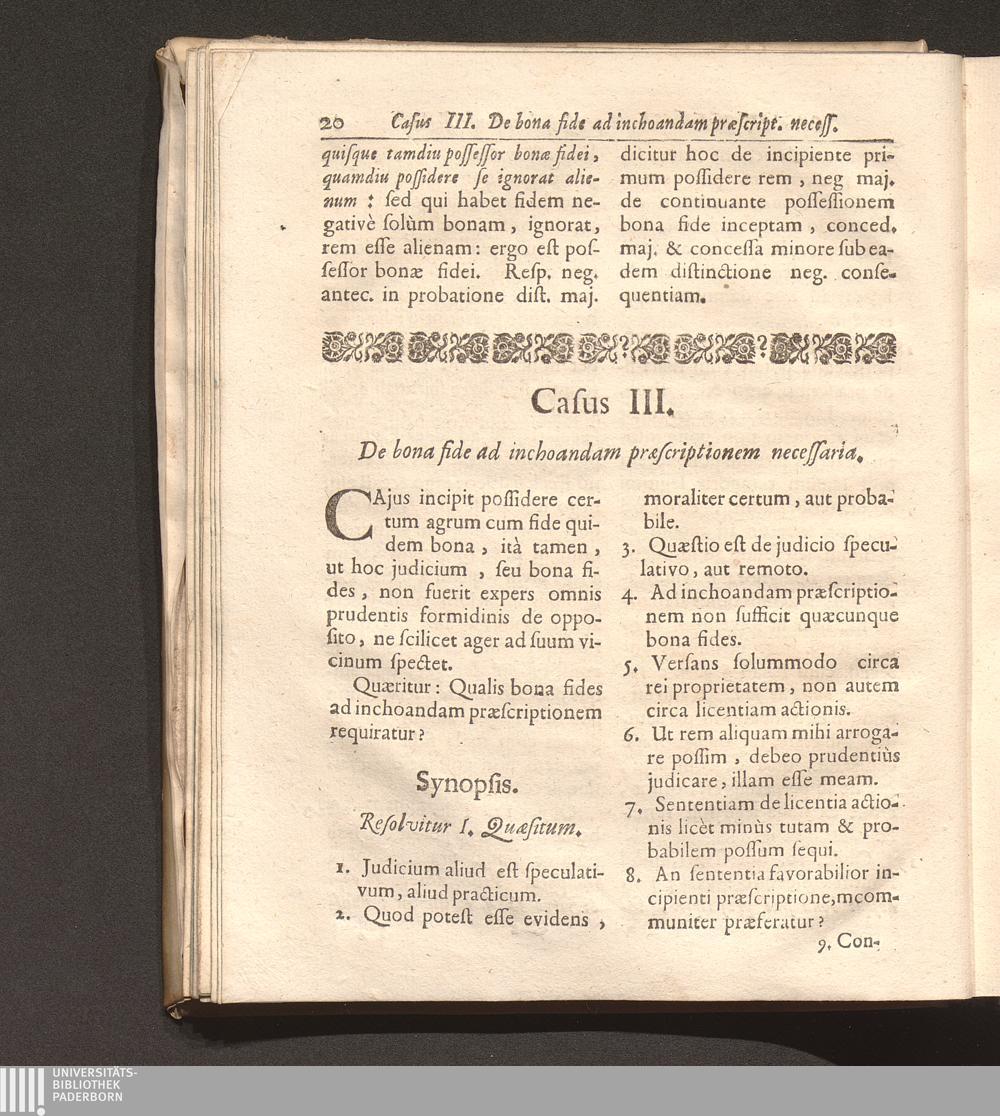 20 Caſus III. De bona fide ad inchoandam præſcript. neceſſ.
quiſque tamdiu poſſeſſor bonæ fidei,
quamdiu poſſidere ſe ignorat alie-
num : ſed qui habet fidem ne-
gativè ſolùm bonam, ignorat,
rem eſſe alienam: ergo eſt poſ-
ſeſſor bonæ fidei. Reſp. neg.
antec. in probatione diſt. maj.
dicitur hoc de incipiente pri-
mum poſſidere rem, neg maj.
de continuante poſſeſſionem
bona fide inceptam, conced.
maj. & conceſſa minore ſub ea-
dem diſtinctione neg. conſe-
quentiam.
Caſus III.
De bona fide ad inchoandam præſcriptionem neceſſaria.
CAjus incipit poſſidere cer-
tum agrum cum fide qui-
dem bona, ità tamen,
ut hoc judicium, ſeu bona fi-
des, non fuerit expers omnis
prudentis formidinis de oppo-
ſito, ne ſcilicet ager ad ſuum vi-
cinum ſpectet.
Quæritur: Qualis bona fides
ad inchoandam præſcriptionem
requiratur?
Synopſis.
Reſolvitur I. Quæſitum.
1. Judicium aliud eſt ſpeculati-
vum, aliud practicum.
2. Quod poteſt eſſe evidens,
moraliter certum, aut proba-
bile.
3. Quæſtio eſt de judicio ſpecu-
lativo, aut remoto.
4. Ad inchoandam præſcriptio-
nem non ſufficit quæcunque
bona fides.
5. Verſans ſolummodo circa
rei proprietatem, non autem
circa licentiam actionis.
6. Ut rem aliquam mihi arroga-
re poſſim, debeo prudentiùs
judicare, illam eſſe meam.
7. Sententiam de licentia actio-
nis licèt minùs tutam & pro-
babilem poſſum ſequi.
8. An ſententia favorabilior in-
cipienti præſcriptione,mcom-
muniter præferatur?
9. Con-
UNIVERSITÄTS-
BIBLIOTHEK
PADERBORN